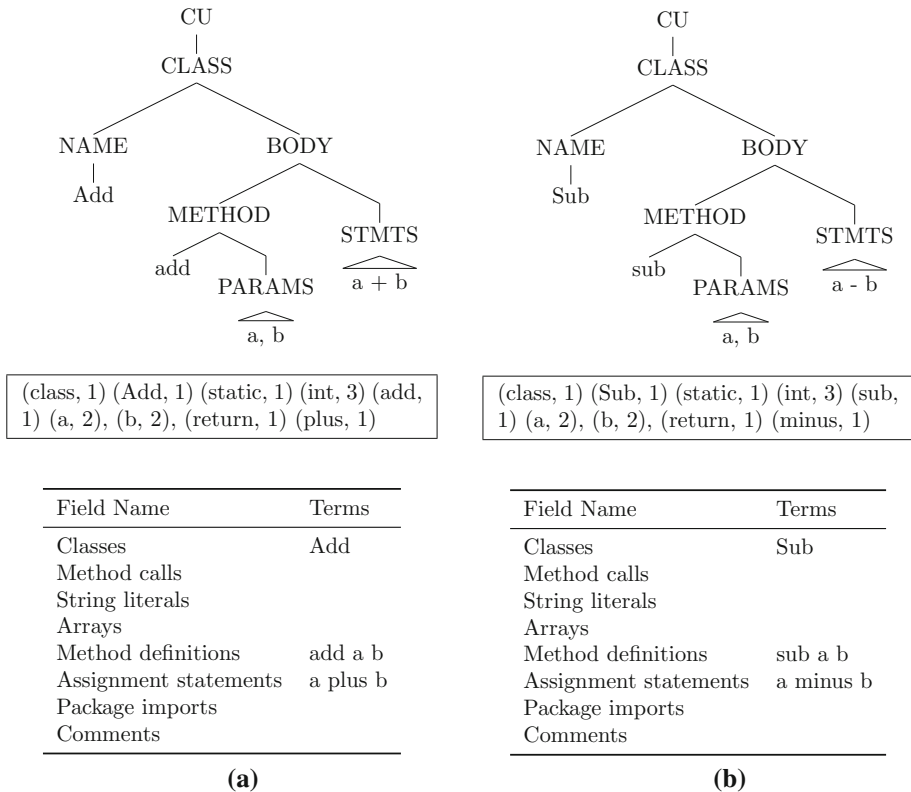 CU
CLASS
NAME BODY
Add
METHOD
STMTS
add
a + b
PARAMS
a, b
(class, 1) (Add, 1) (static, 1) (int, 3) (add,
1) (a, 2), (b, 2), (return, 1) (plus, 1)
Field Name Terms
Classes Add
Method calls
String literals
Arrays
Method definitions add a b
Assignment statements a plus b
Package imports
Comments
(a)
CU
CLASS
NAME BODY
Sub
METHOD
STMTS
sub
a - b
PARAMS
a, b
(class, 1) (Sub, 1) (static, 1) (int, 3) (sub,
1) (a, 2), (b, 2), (return, 1) (minus, 1)
Field Name Terms
Classes Sub
Method calls
String literals
Arrays
Method definitions sub a b
Assignment statements a minus b
Package imports
Comments
(b)